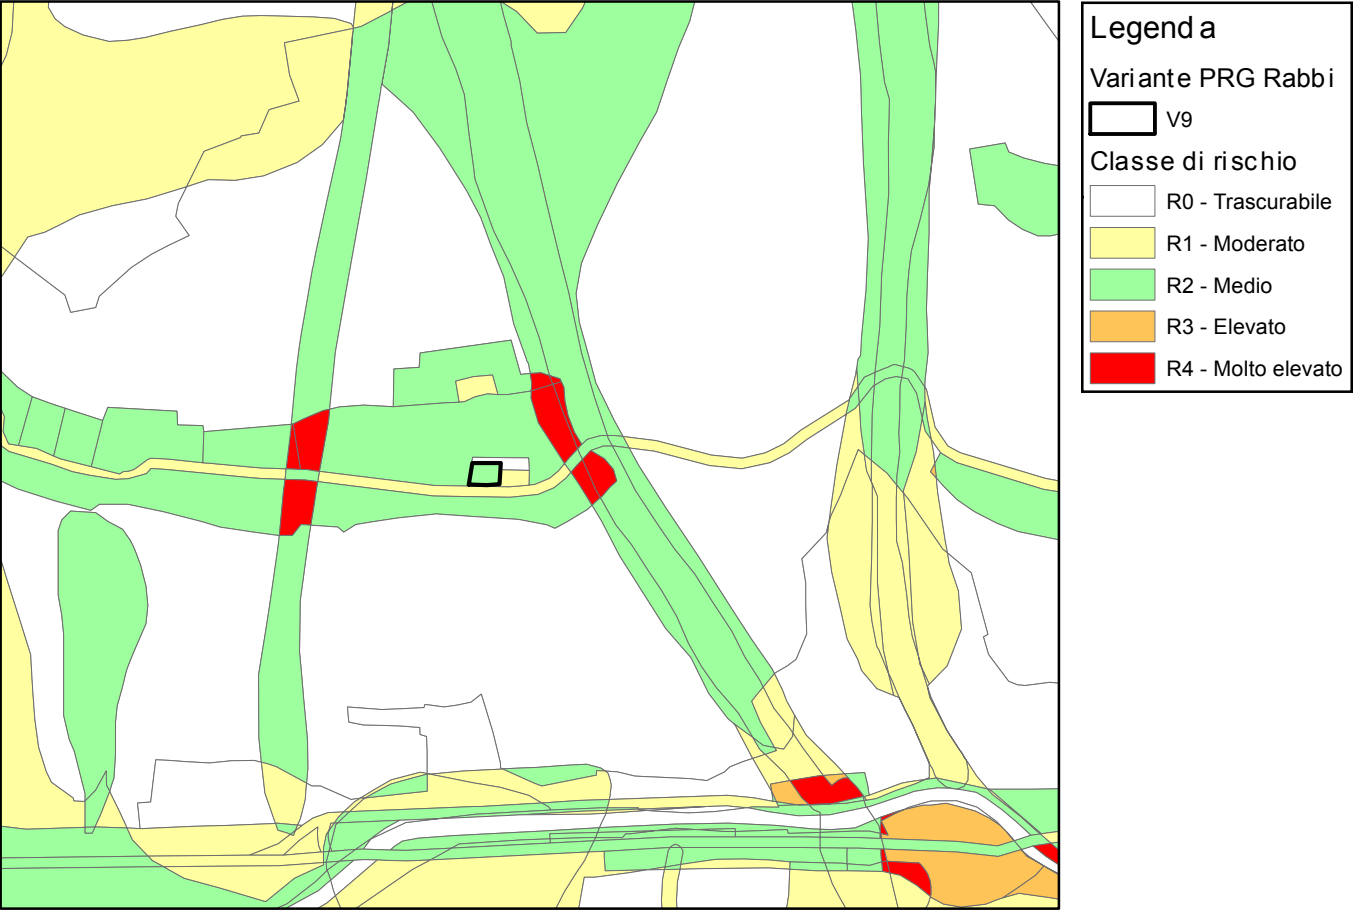 Legenda
Variante PRG Rabbi
V9
Classe di rischio
R0 - Trascurabile
R1 - Moderato
R2 - Medio
R3 - Elevato
R4 - Molto elevato